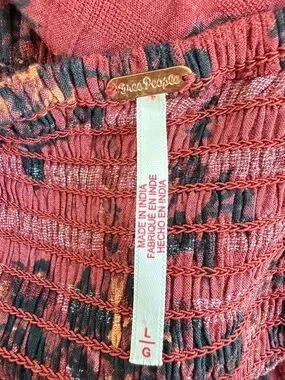 Free People
MADE IN INDIA
FABRIQUÉ EN INDE
HECHO EN INDIA
L/G